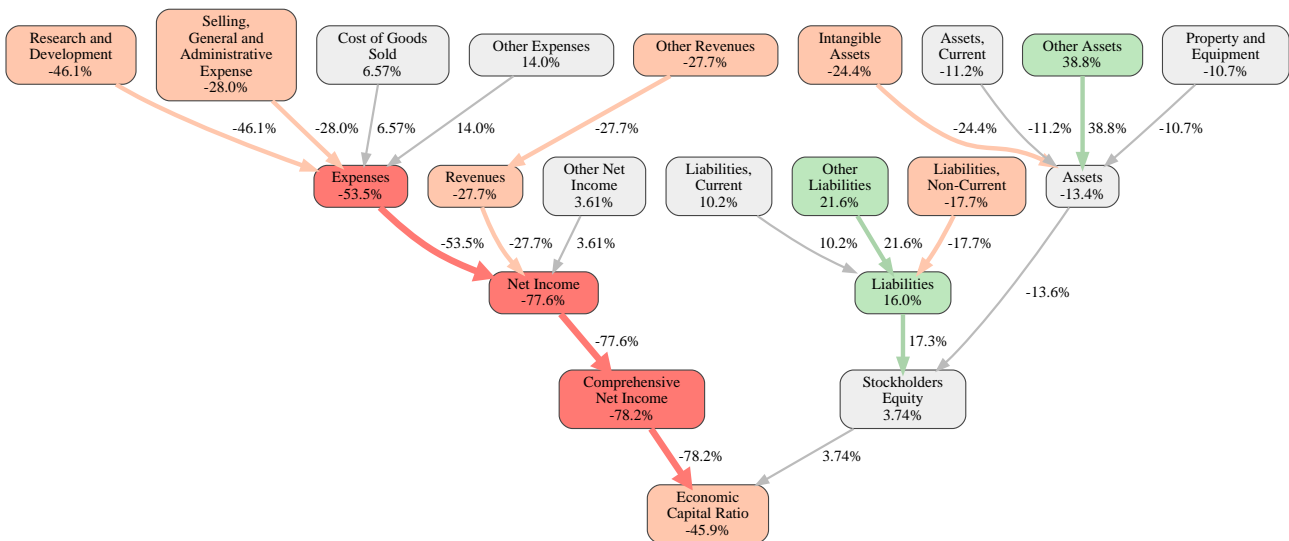 Research and
Development
-46.1%
Selling,
General and
Administrative
Expense
-28.0%
Cost of Goods
Sold
6.57%
Other Expenses
14.0%
Other Revenues
-27.7%
Intangible
Assets
-24.4%
Assets,
Current
-11.2%
Other Assets
38.8%
Property and
Equipment
-10.7%
-46.1%
-28.0%
6.57%
14.0%
-27.7%
-24.4%
-11.2%
38.8%
-10.7%
Expenses
-53.5%
Revenues
-27.7%
Other Net
Income
3.61%
Liabilities,
Current
10.2%
Other
Liabilities
21.6%
Liabilities,
Non-Current
-17.7%
Assets
-13.4%
-53.5%
-27.7%
3.61%
10.2%
21.6%
-17.7%
Net Income
-77.6%
Liabilities
16.0%
-13.6%
-77.6%
17.3%
Comprehensive
Net Income
-78.2%
Stockholders
Equity
3.74%
-78.2%
3.74%
Economic
Capital Ratio
-45.9%